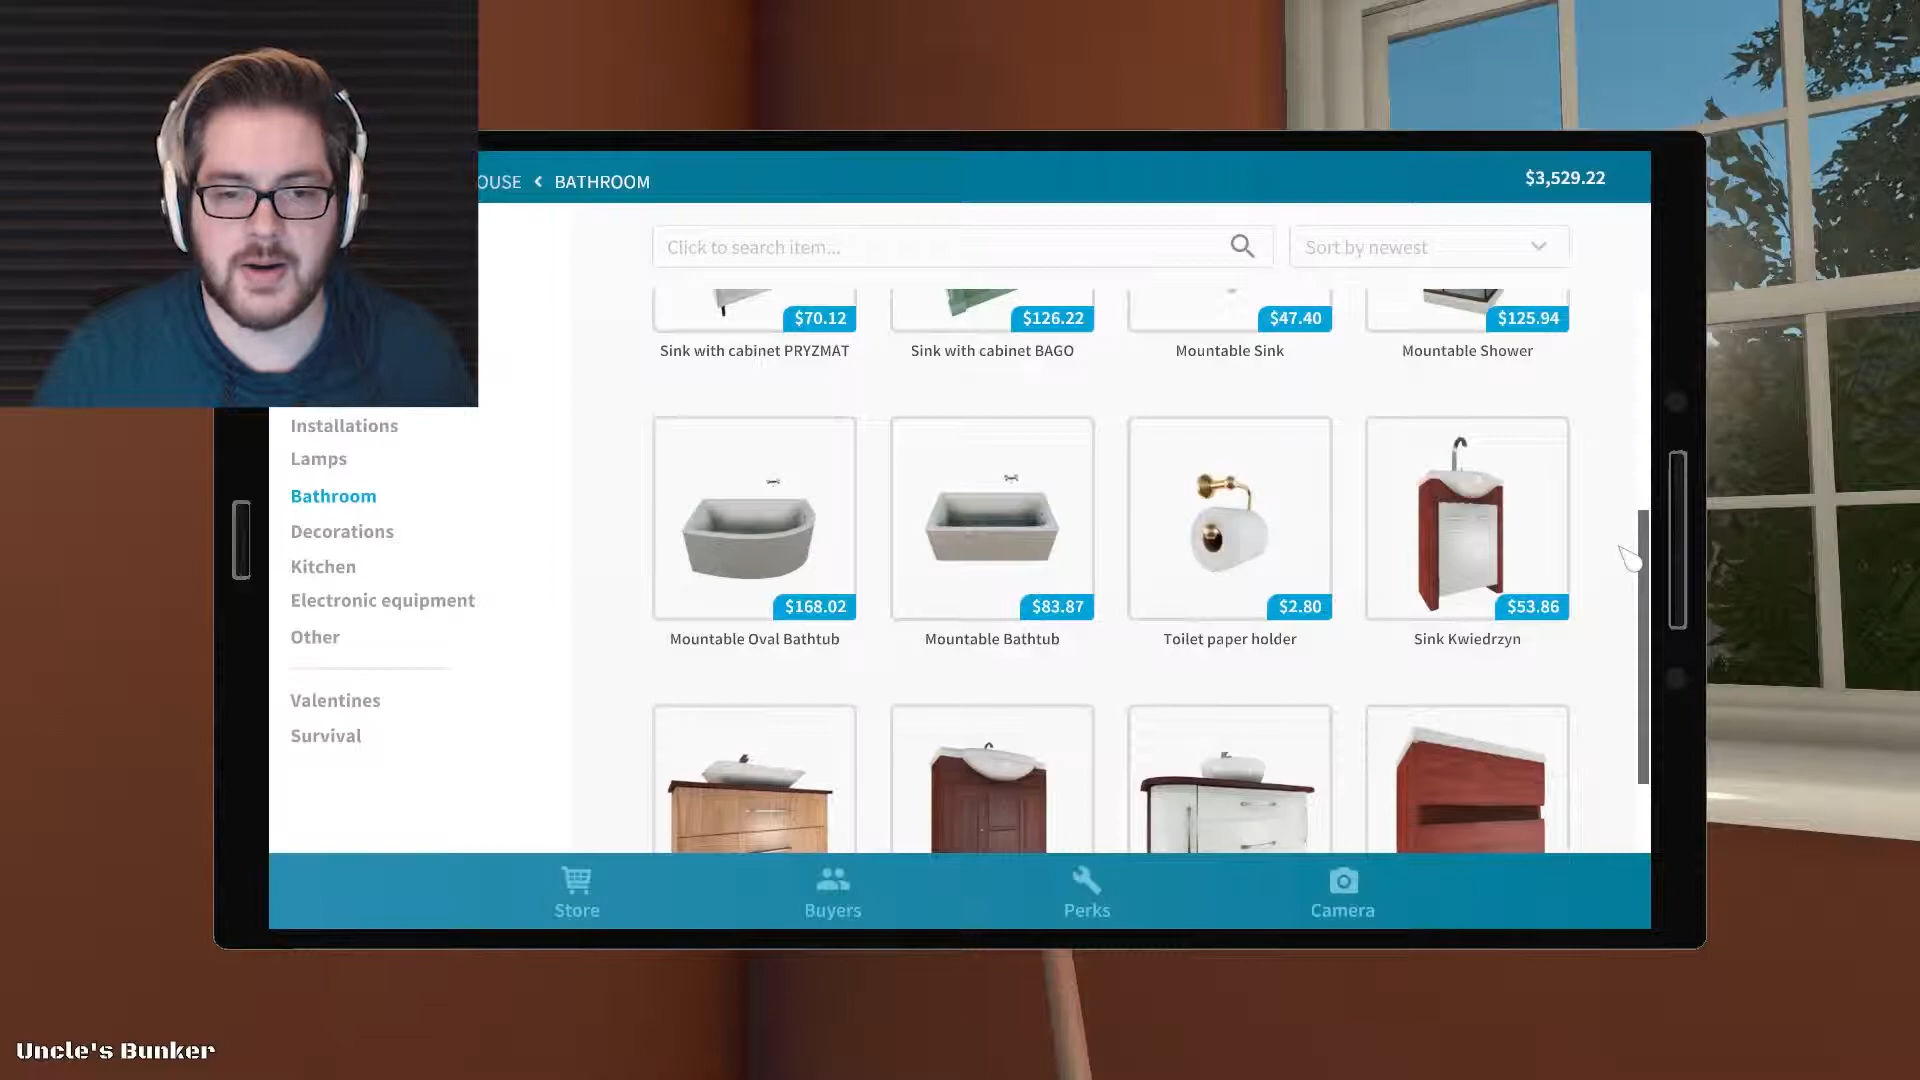 OUSE < BATHROOM
$3,529.22
Click to search item...
Sort by newest
$70.12
$126.22
$47.40
$125.94
Sink with cabinet PRYZMAT
Sink with cabinet BAGO
Mountable Sink
Mountable Shower
Installations
Lamps
Bathroom
Decorations
Kitchen
Electronic equipment
Other
Valentines
Survival
$168.02
$83.87
$2.80
$53.86
Mountable Oval Bathtub
Mountable Bathtub
Toilet paper holder
Sink Kwiedrzyn
Store
Buyers
Perks
Camera
Uncle's Bunker